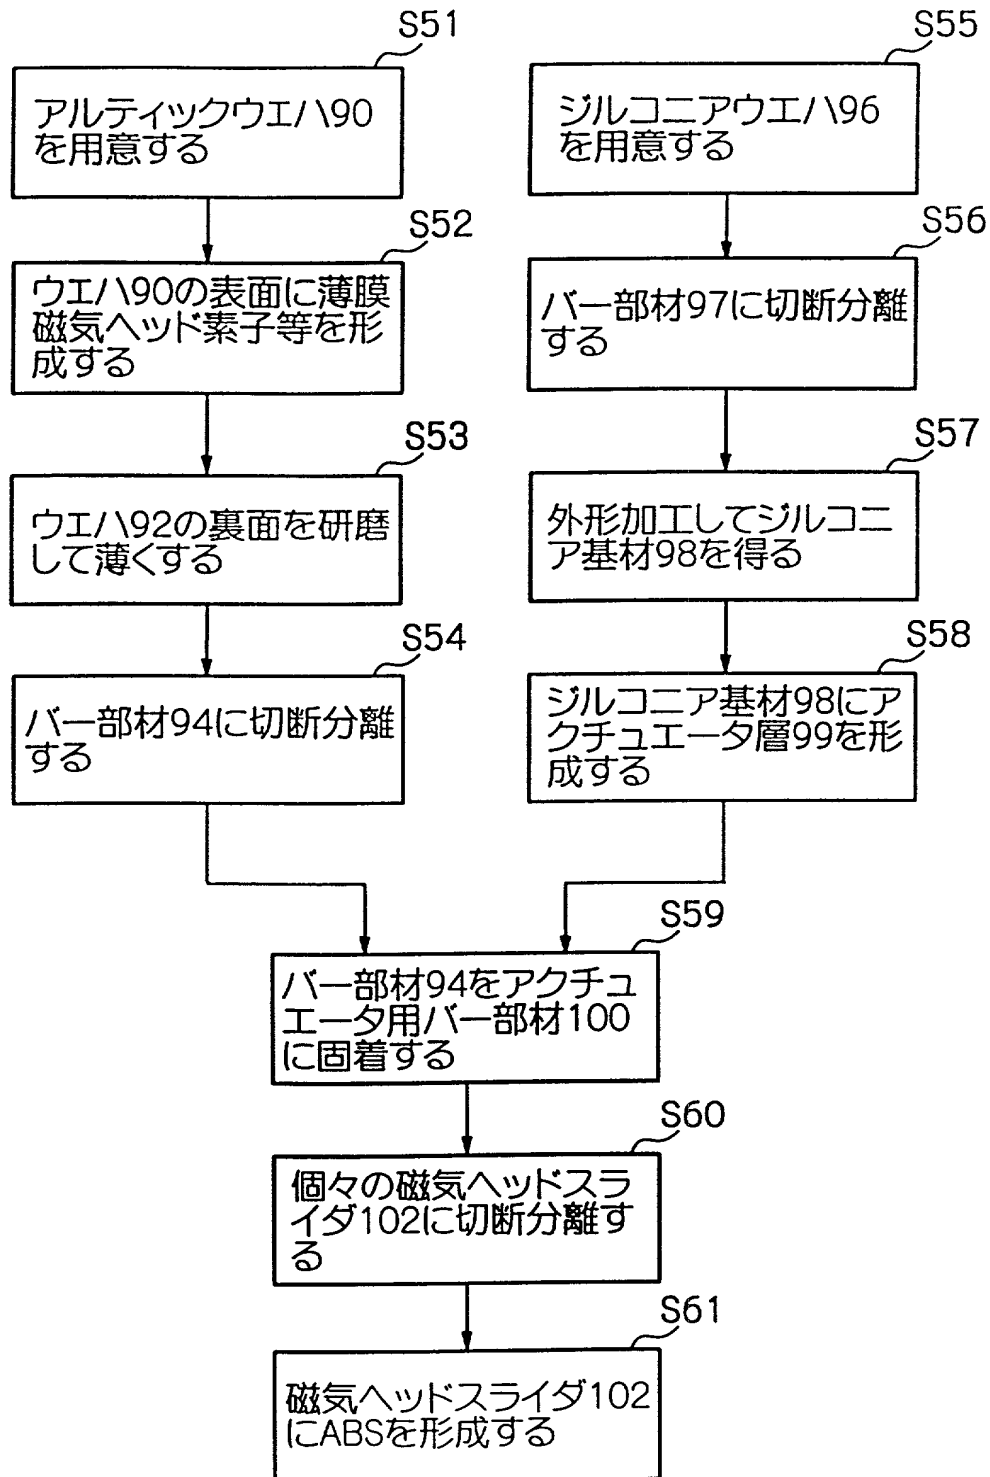 S51
アルティックウエハ90
を用意する
S52
ウエハ90の表面に薄膜
磁気ヘッド素子等を形
成する
S53
ウエハ92の裏面を研磨
して薄くする
S54
バー部材94に切断分離
する
S55
ジルコニアウエハ96
を用意する
S56
バー部材97に切断分離
する
S57
外形加工してジルコニ
ア基材98を得る
S58
ジルコニア基材98にア
クチュエータ層99を形
成する
S59
バー部材94をアクチュ
エータ用バー部材100
に固着する
S60
個々の磁気ヘッドスラ
イダ102に切断分離す
る
S61
磁気ヘッドスライダ102
にABSを形成する